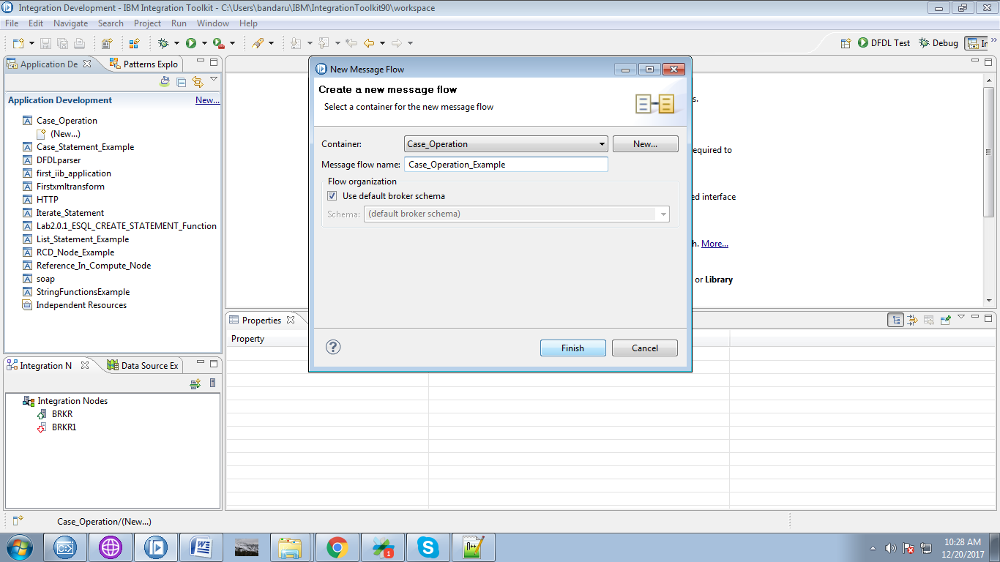 Integration Development - IBM Integration Toolkit - C:\Users\bandaru\IBM\IntegrationToolkit90\workspace
File Edit Navigate Search Project Run Window Help
DFDL Test Debug
Application De Patterns Explo
Application Development New...
Case_Operation
(New...)
Case_Statement_Example
DFDLparser
first_iib_application
Firstxmltransform
HTTP
Iterate_Statement
Lab2.0.1_ESQL_CREATE_STATEMENT_Function
List_Statement_Example
RCD_Node_Example
Reference_In_Compute_Node
soap
StringFunctionsExample
Independent Resources
New Message Flow
Create a new message flow
Select a container for the new message flow
Container: Case_Operation New...
Message flow name: Case_Operation_Example
Flow organization
Use default broker schema
Schema: (default broker schema)
Finish Cancel
s.
equired to
ed interface
h. More...
or Library
Properties
Property
Integration N Data Source Ex
Integration Nodes
BRKR
BRKR1
Case_Operation/(New...)
10:28 AM
12/20/2017